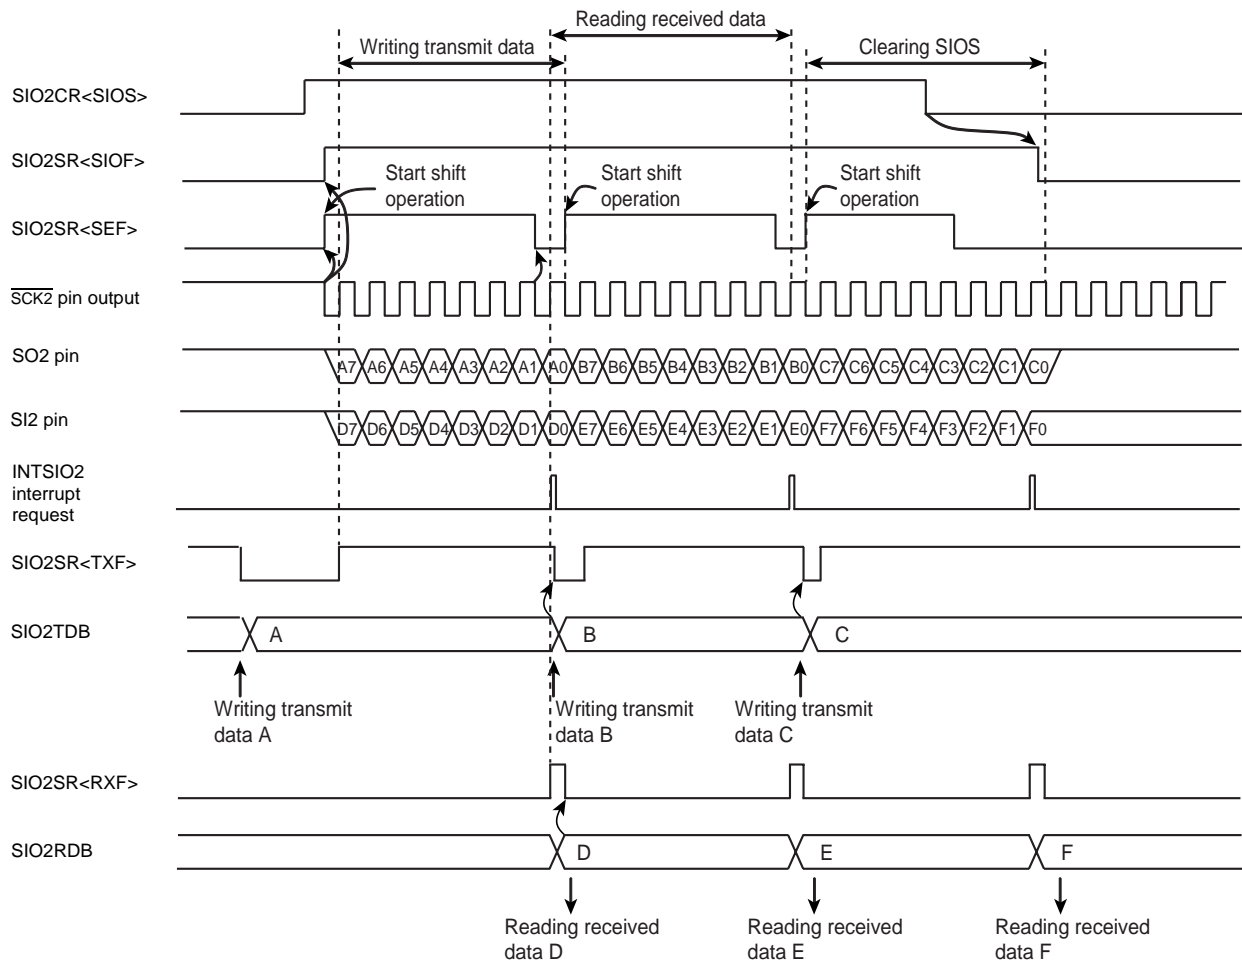 Reading received data
Writing transmit data
Clearing SIOS
SIO2CR<SIOS>
SIO2SR<SIOF>
Start shift
operation
Start shift
operation
Start shift
operation
SIO2SR<SEF>
SCK2 pin output
SO2 pin
A7 A6 A5 A4 A3 A2 A1 A0 B7 B6 B5 B4 B3 B2 B1 B0 C7 C6 C5 C4 C3 C2 C1 C0
SI2 pin
D7 D6 D5 D4 D3 D2 D1 D0 E7 E6 E5 E4 E3 E2 E1 E0 F7 F6 F5 F4 F3 F2 F1 F0
INTSIO2
interrupt
request
SIO2SR<TXF>
SIO2TDB
A
B
C
Writing transmit
data A
Writing transmit
data B
Writing transmit
data C
SIO2SR<RXF>
SIO2RDB
D
E
F
Reading received
data D
Reading received
data E
Reading received
data F